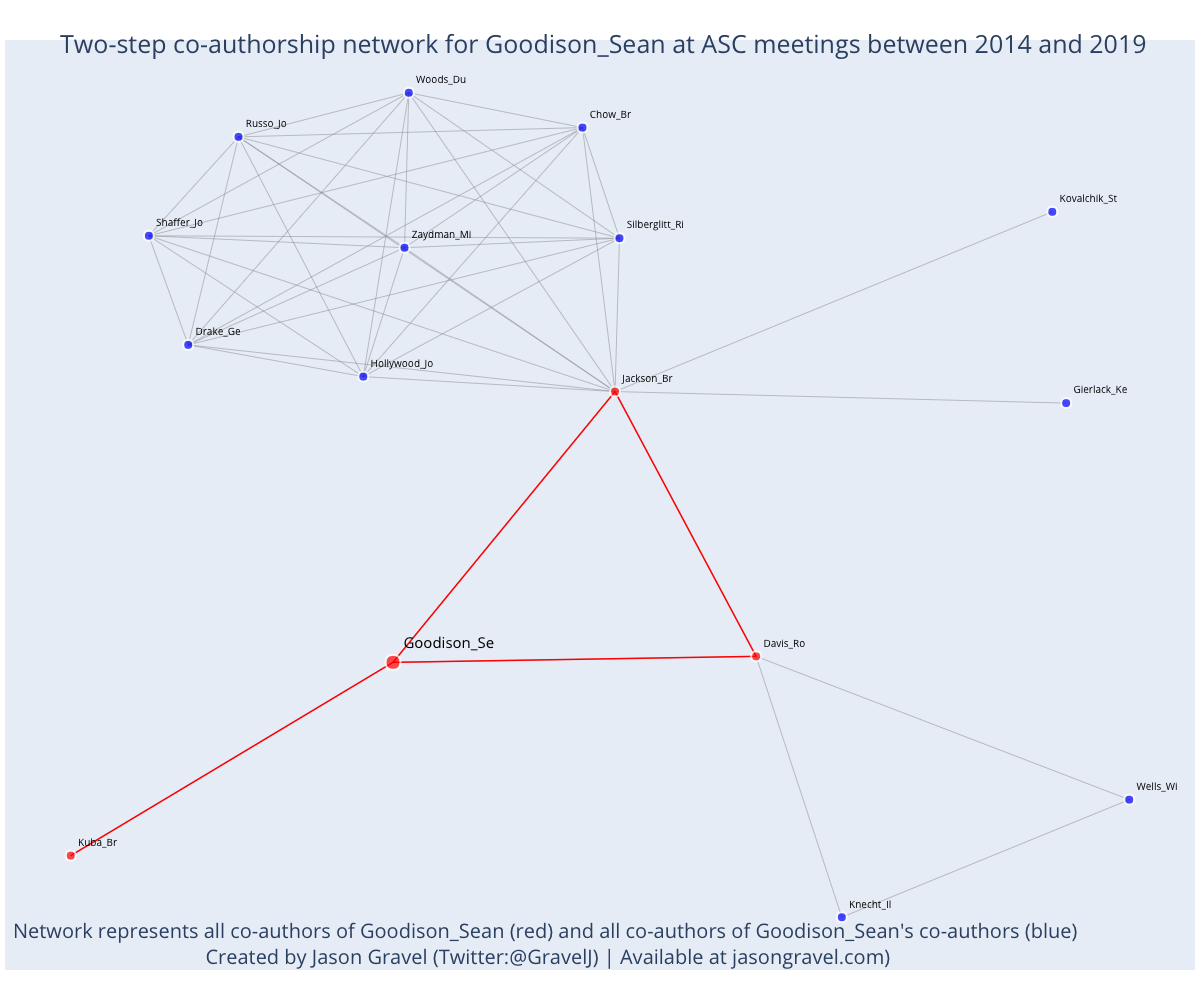 Two-step co-authorship network for Goodison_Sean at ASC meetings between 2014 and 2019
Woods_Du
Chow_Br
Russo_Jo
Kovalchik_St
Shaffer_Jo
Silberglitt_Ri
Zaydman_Mi
Drake_Ge
Hollywood_Jo
Jackson_Br
Gierlack_Ke
Goodison_Se
Davis_Ro
Wells_Wi
Kuba_Br
Knecht_Il
Network represents all co-authors of Goodison_Sean (red) and all co-authors of Goodison_Sean's co-authors (blue)
Created by Jason Gravel (Twitter:@GravelJ) | Available at jasongravel.com)